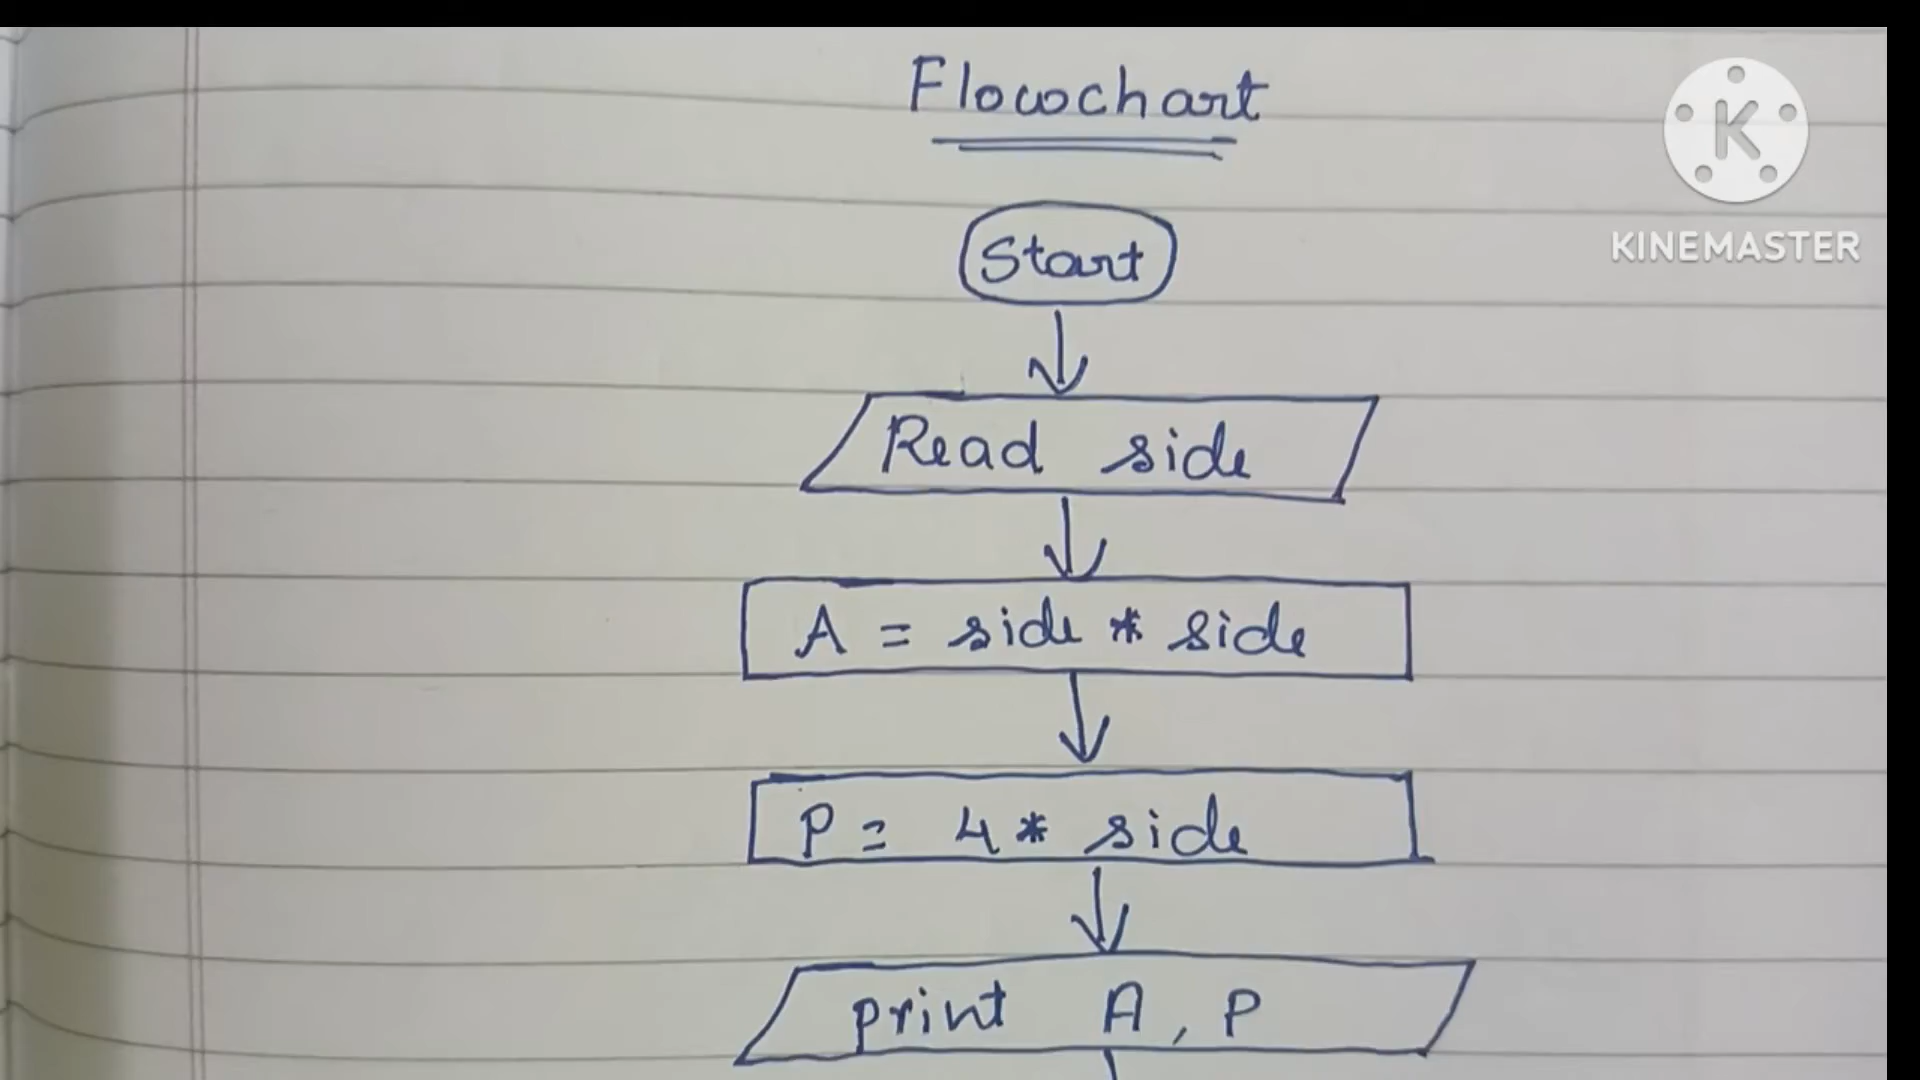 Flowchart
K
KINEMASTER
Start
Read side
A = side * side
P = 4 * side
print A, P